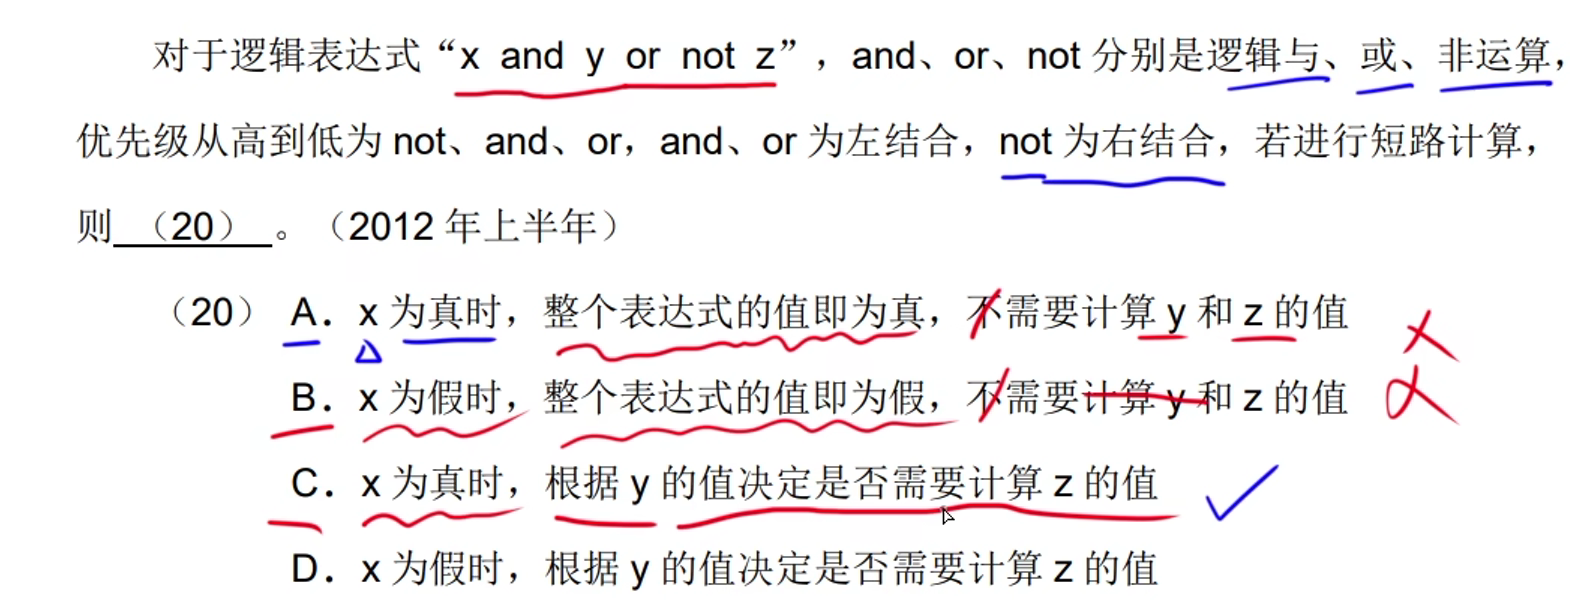 对于逻辑表达式“x and y or not z”，and、or、not 分别是逻辑与、或、非运算，
优先级从高到低为 not、and、or，and、or 为左结合，not 为右结合，若进行短路计算，
则 （20） 。（2012 年上半年）
（20） A．x 为真时，整个表达式的值即为真，不需要计算 y 和 z 的值
B．x 为假时，整个表达式的值即为假，不需要计算 y 和 z 的值
C．x 为真时，根据 y 的值决定是否需要计算 z 的值
D．x 为假时，根据 y 的值决定是否需要计算 z 的值